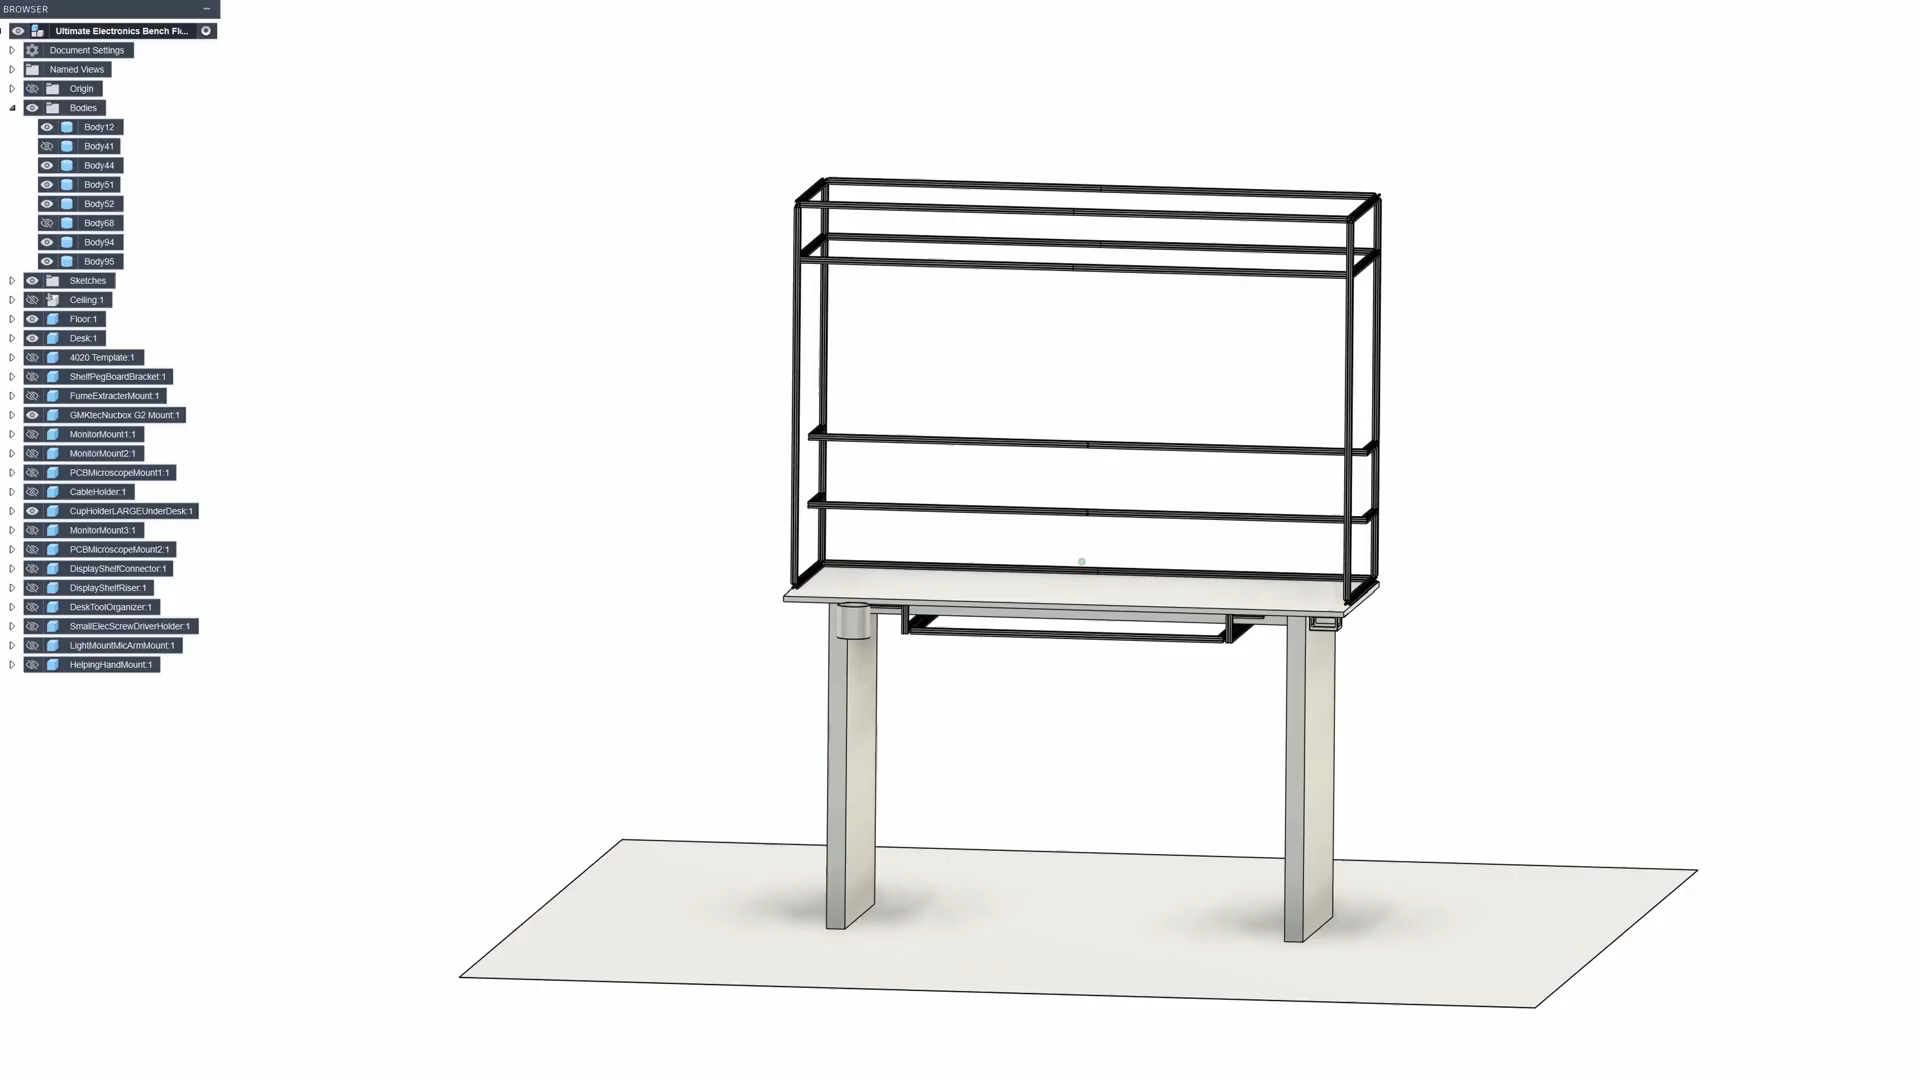 BROWSER
Ultimate Electronics Bench Fl...
Document Settings
Named Views
Origin
Bodies
Body12
Body41
Body44
Body51
Body52
Body68
Body94
Body95
Sketches
Ceiling:1
Floor:1
Desk:1
4020 Template:1
ShelfPegBoardBracket:1
FumeExtracterMount:1
GMKtecNucbox G2 Mount:1
MonitorMount1:1
MonitorMount2:1
PCBMicroscopeMount1:1
CableHolder:1
CupHolderLARGEUnderDesk:1
MonitorMount3:1
PCBMicroscopeMount2:1
DisplayShelfConnector:1
DisplayShelfRiser:1
DeskToolOrganizer:1
SmallElecScrewDriverHolder:1
LightMountMicArmMount:1
HelpingHandMount:1